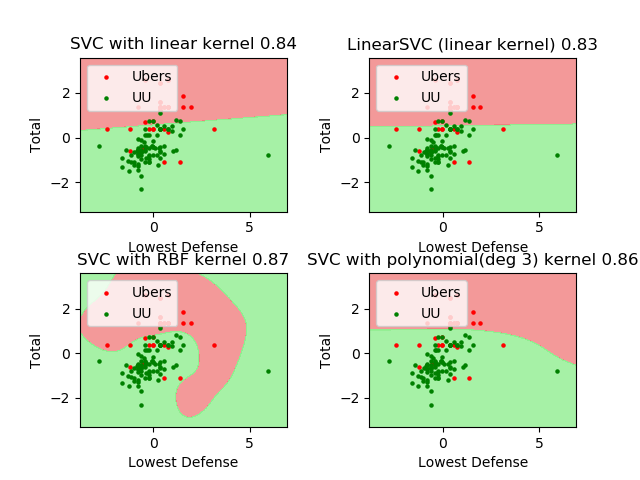 SVC with linear kernel 0.84
LinearSVC (linear kernel) 0.83
Ubers
UU
Ubers
UU
2
0
−2
Total
2
0
−2
Total
0
5
0
5
Lowest Defense
Lowest Defense
SVC with RBF kernel 0.87
SVC with polynomial(deg 3) kernel 0.86
Ubers
UU
Ubers
UU
2
0
−2
Total
2
0
−2
Total
0
5
0
5
Lowest Defense
Lowest Defense